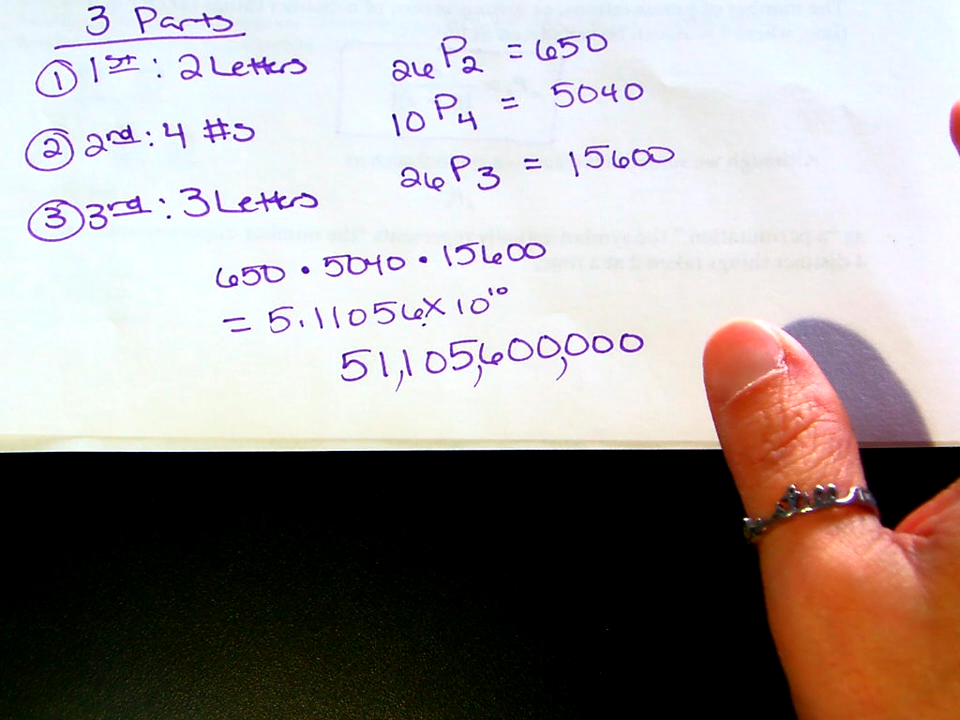 3 Parts
① 1st: 2 Letters
26P2 = 650
② 2nd: 4 #s
10P4 = 5040
③ 3rd: 3 Letters
26P3 = 15600
650 • 5040 • 15600
= 5.11056 x 10^10
51,105,600,000